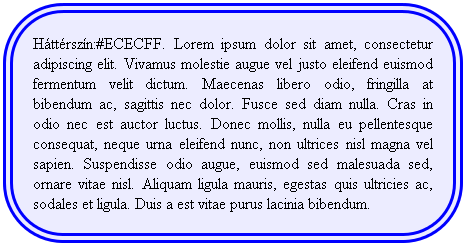 Háttérszín:#ECECFF. Lorem ipsum dolor sit amet, consectetur
adipiscing elit. Vivamus molestie augue vel justo eleifend euismod
fermentum velit dictum. Maecenas libero odio, fringilla at
bibendum ac, sagittis nec dolor. Fusce sed diam nulla. Cras in
odio nec est auctor luctus. Donec mollis, nulla eu pellentesque
consequat, neque urna eleifend nunc, non ultrices nisl magna vel
sapien. Suspendisse odio augue, euismod sed malesuada sed,
ornare vitae nisl. Aliquam ligula mauris, egestas quis ultricies ac,
sodales et ligula. Duis a est vitae purus lacinia bibendum.